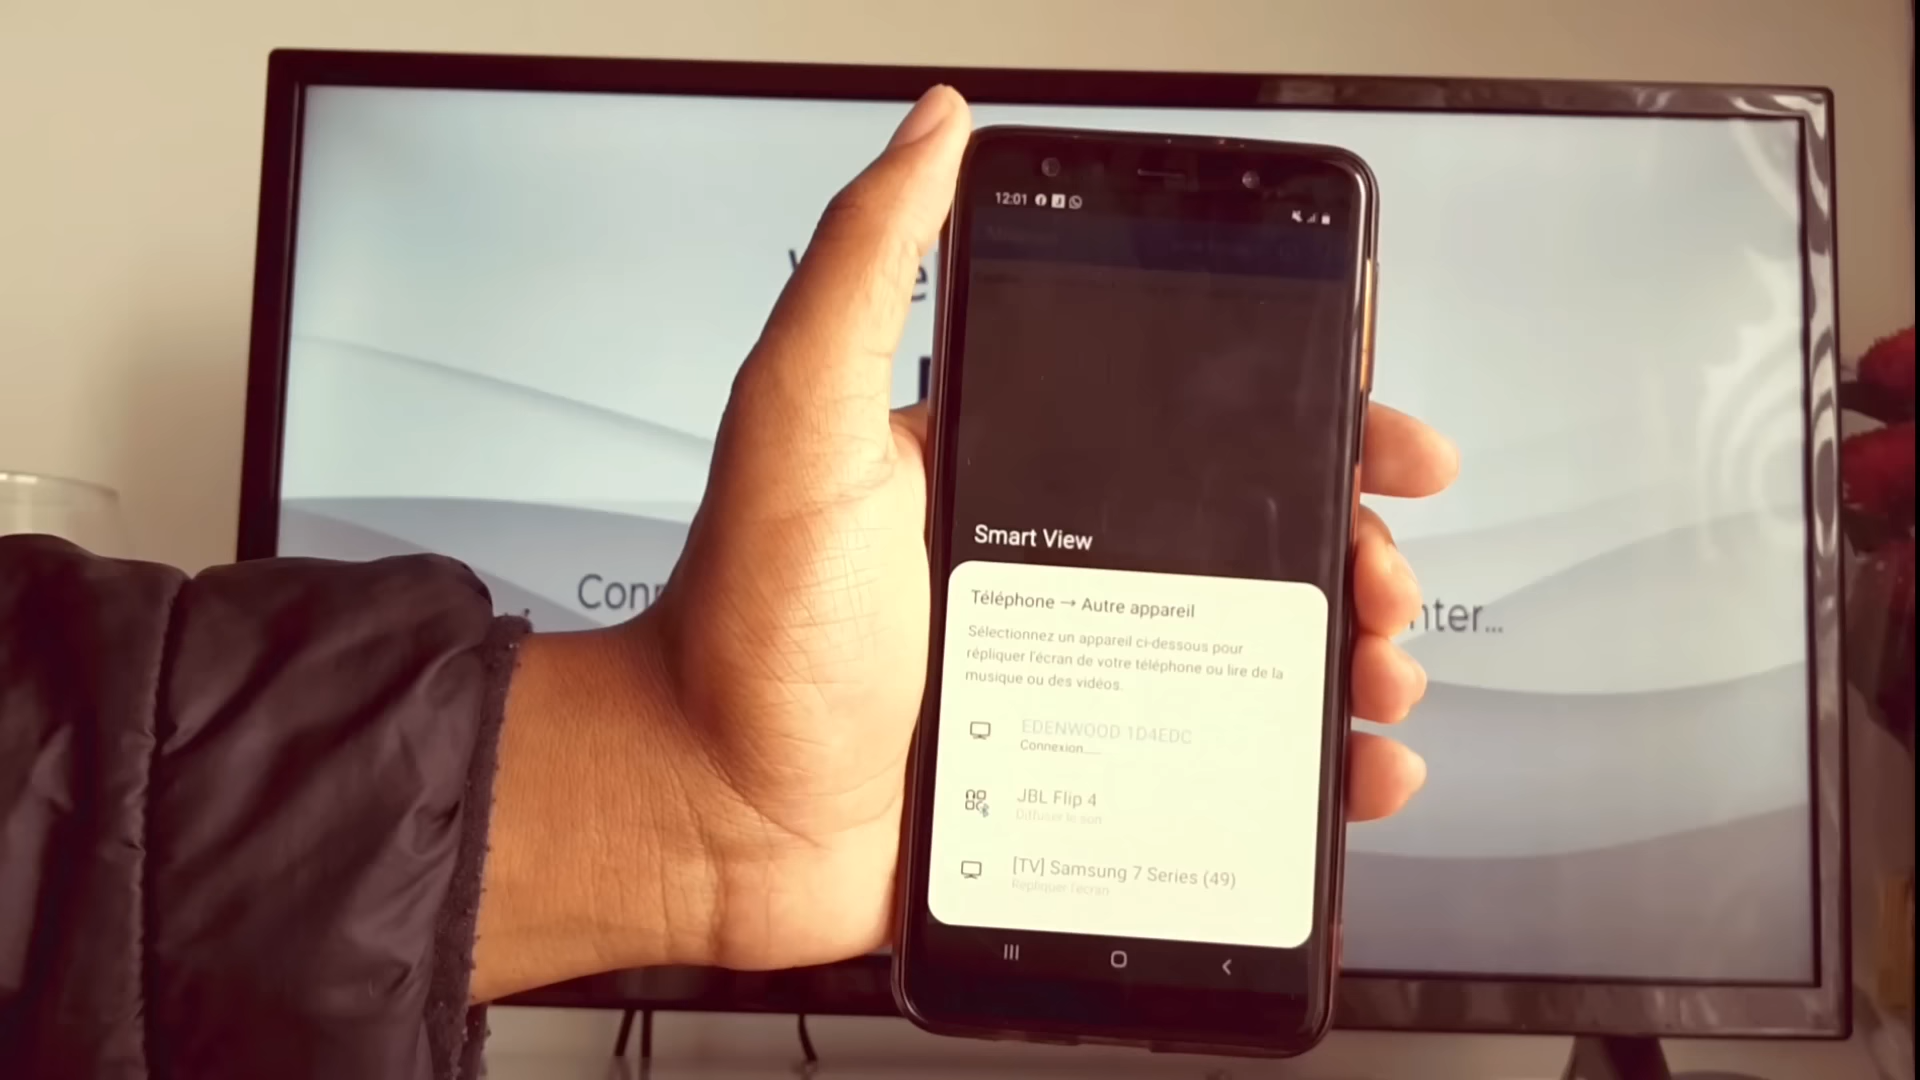 12:01
Smart View
Téléphone → Autre appareil
Sélectionnez un appareil ci-dessous pour
répliquer l'écran de votre téléphone ou lire de la
musique ou des vidéos.
EDENWOOD 1D4EDC
Connexion.....
JBL Flip 4
Diffuser le son
[TV] Samsung 7 Series (49)
Répliquer l'écran